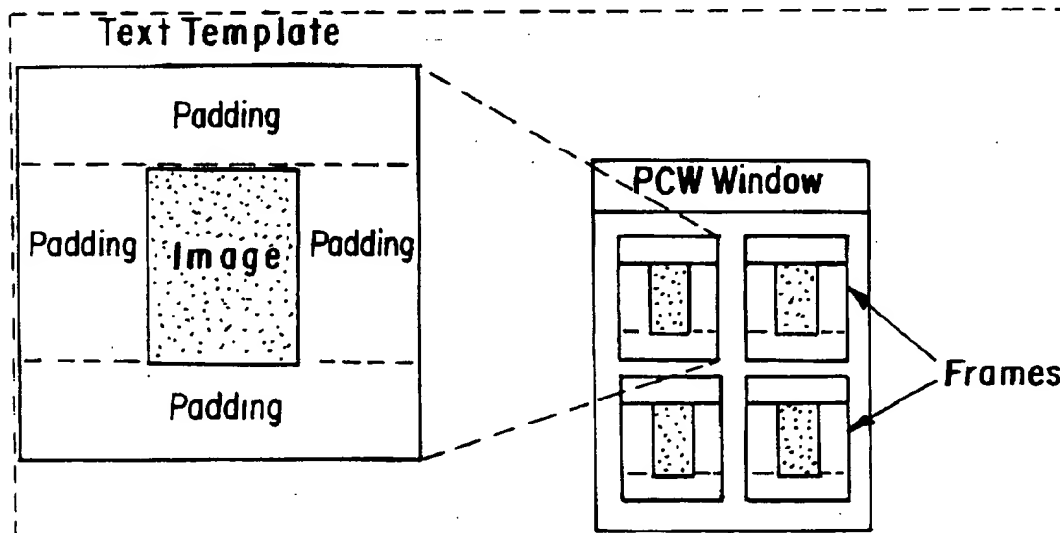 Text Template
Padding
PCW Window
Padding
Image
Padding
Frames
Padding